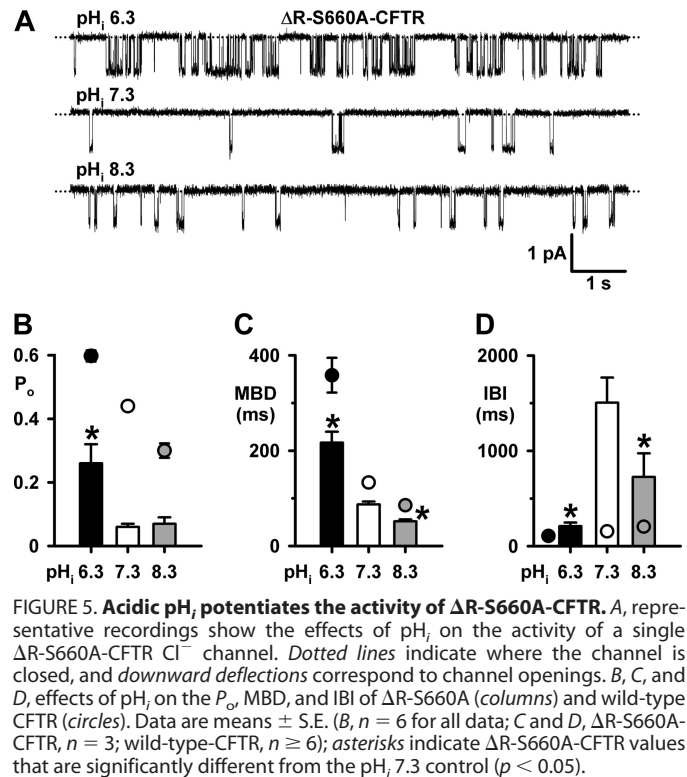 A
pHi 6.3 ΔR-S660A-CFTR
pHi 7.3
pHi 8.3
1 pA
1 s
B C D
0.6
Po
0.4
0.2
0
*
pHi 6.3 7.3 8.3
400
MBD
(ms)
200
0
*
*
pHi 6.3 7.3 8.3
2000
IBI
(ms)
1000
0
*
*
pHi 6.3 7.3 8.3
FIGURE 5. Acidic pHi potentiates the activity of ΔR-S660A-CFTR. A, repre-
sentative recordings show the effects of pHi on the activity of a single
ΔR-S660A-CFTR Cl− channel. Dotted lines indicate where the channel is
closed, and downward deflections correspond to channel openings. B, C, and
D, effects of pHi on the Po, MBD, and IBI of ΔR-S660A (columns) and wild-type
CFTR (circles). Data are means ± S.E. (B, n = 6 for all data; C and D, ΔR-S660A-
CFTR, n = 3; wild-type-CFTR, n ≥ 6); asterisks indicate ΔR-S660A-CFTR values
that are significantly different from the pHi 7.3 control (p < 0.05).